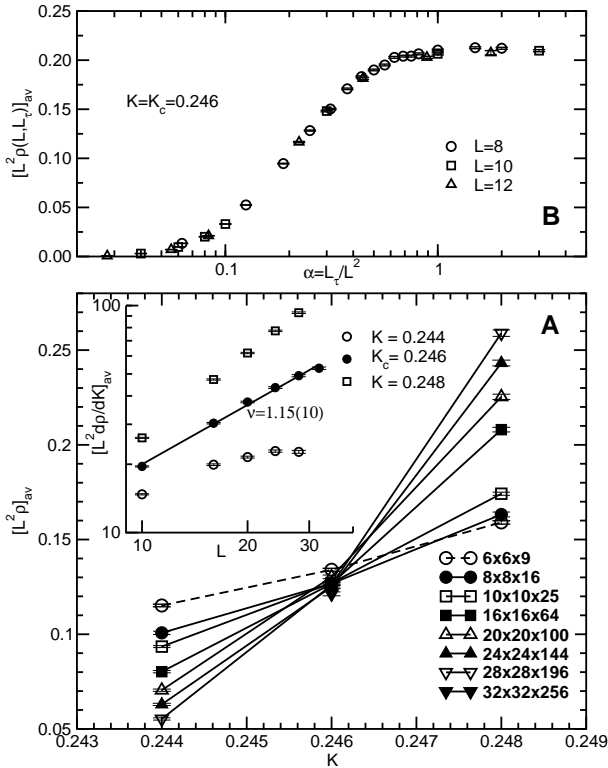 0.25
0.20
0.15
0.10
0.05
0.00
[L²ρ(L,L_τ)]_av
K=K_c=0.246
L=8
L=10
L=12
B
0.1
1
α=L_τ/L²
A
0.25
0.20
0.15
0.10
0.05
[L²ρ]_av
100
10
[L²dρ/dK]_av
K = 0.244
K_c = 0.246
K = 0.248
ν=1.15(10)
10
20
30
L
6x6x9
8x8x16
10x10x25
16x16x64
20x20x100
24x24x144
28x28x196
32x32x256
0.243
0.244
0.245
0.246
0.247
0.248
0.249
K